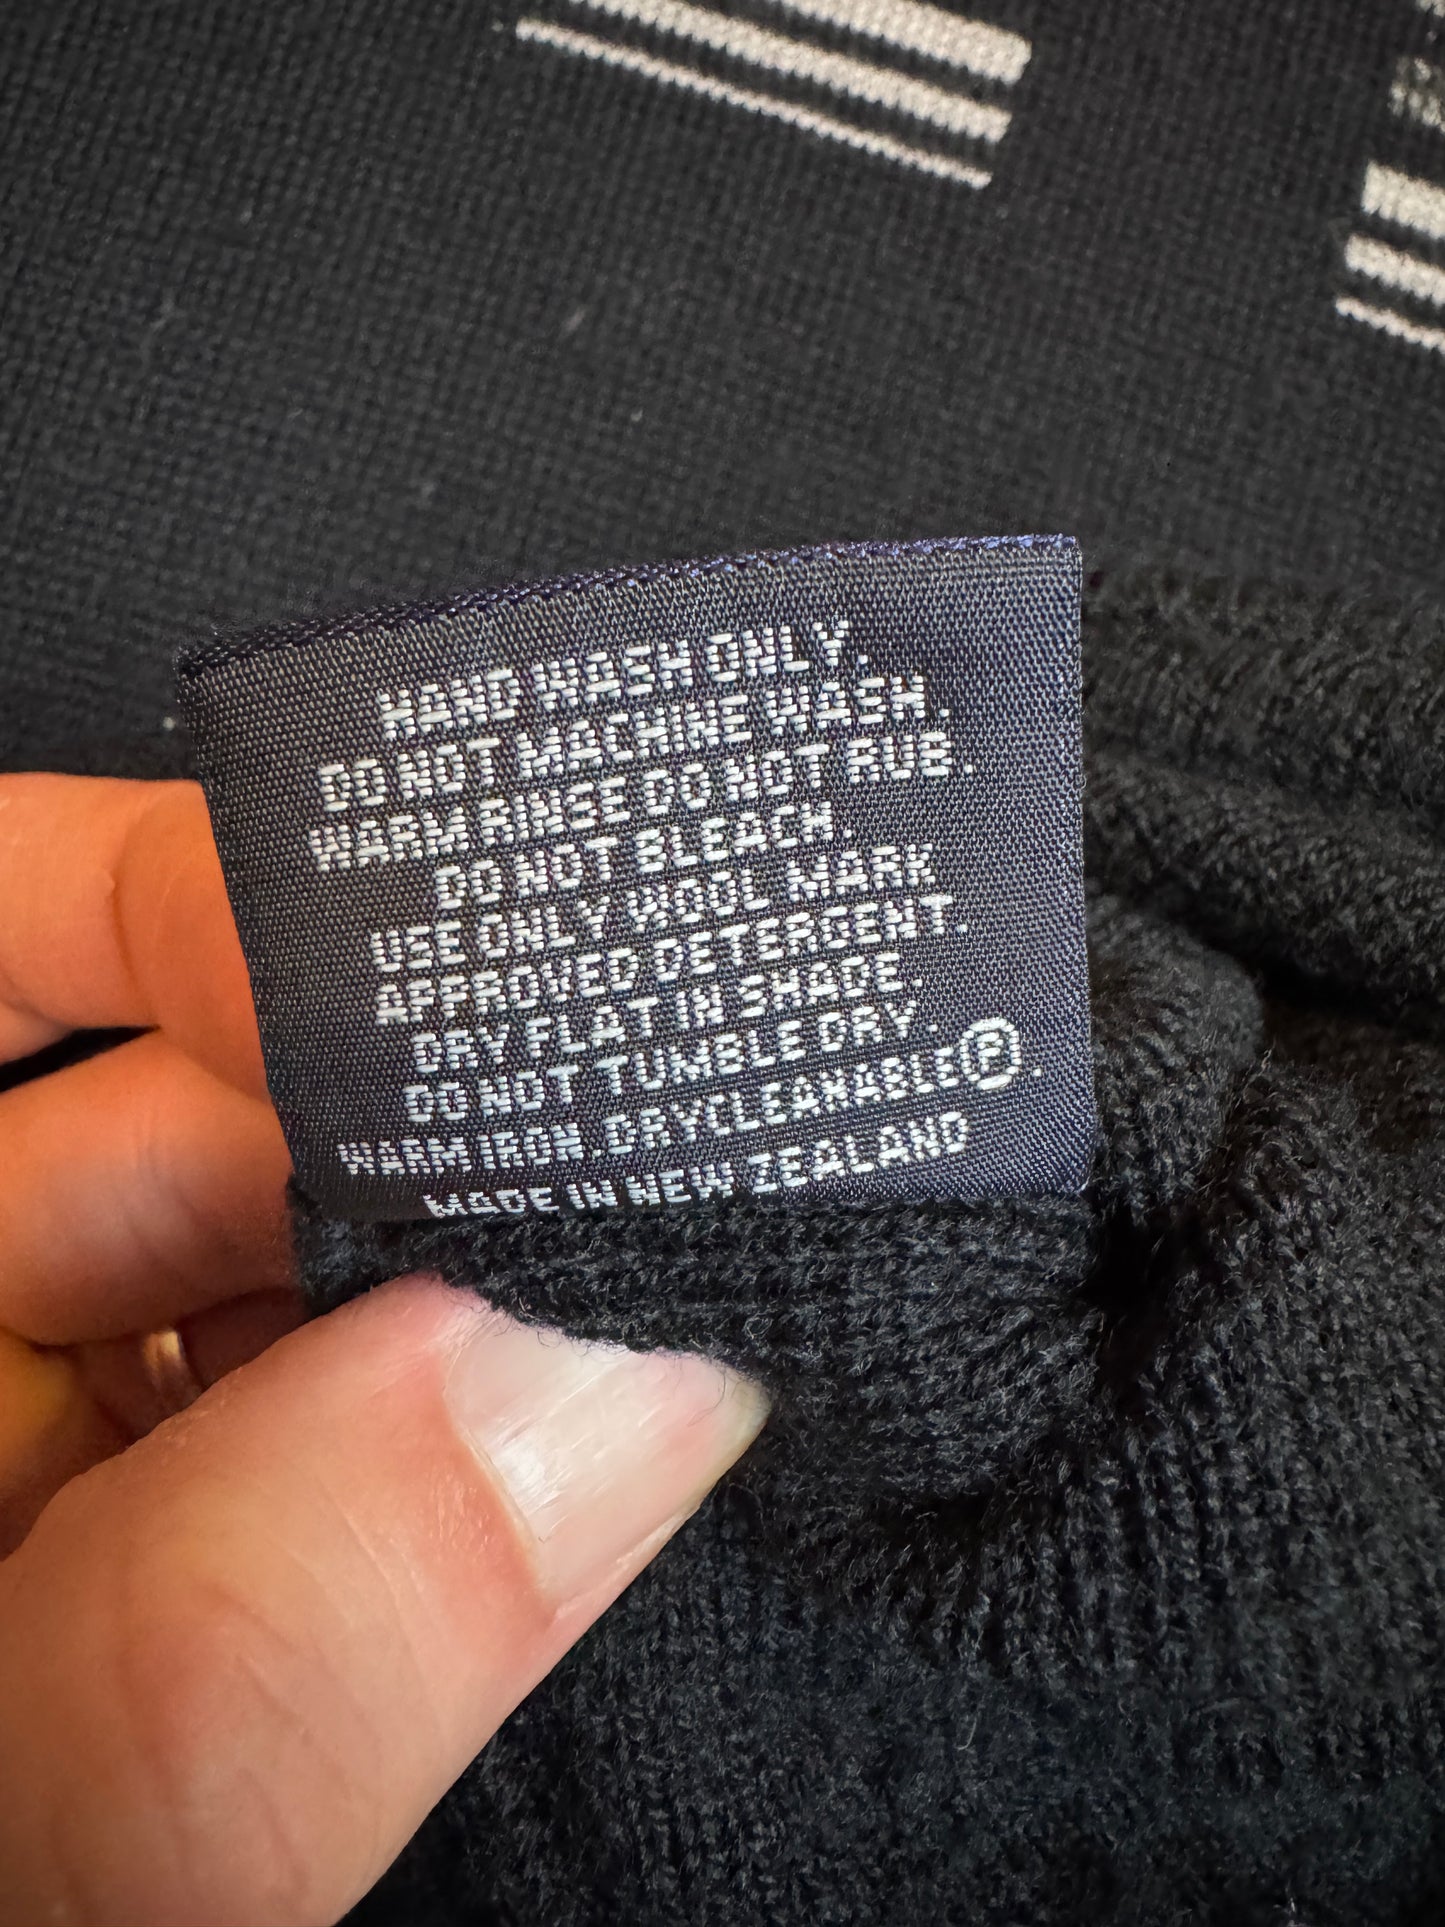 HAND WASH ONLY.
DO NOT MACHINE WASH.
WARM RINSE DO NOT RUB.
DO NOT BLEACH.
USE ONLY WOOL MARK
APPROVED DETERGENT.
DRY FLAT IN SHADE.
DO NOT TUMBLE DRY.
WARM IRON.DRYCLEANABLE Ⓟ.
MADE IN NEW ZEALAND